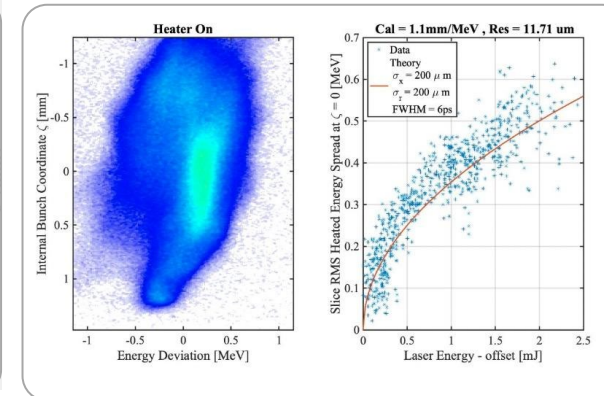 Heater On
Internal Bunch Coordinate ζ [mm]
-1
-0.5
0
0.5
1
-1
-0.5
0
0.5
1
Energy Deviation [MeV]
Cal = 1.1mm/MeV , Res = 11.71 um
Slice RMS Heated Energy Spread at ζ = 0 [MeV]
0.7
0.6
0.5
0.4
0.3
0.2
0.1
0
Data
Theory
σx = 200 μ m
σr = 200 μ m
FWHM = 6ps
0
0.5
1
1.5
2
2.5
Laser Energy - offset [mJ]